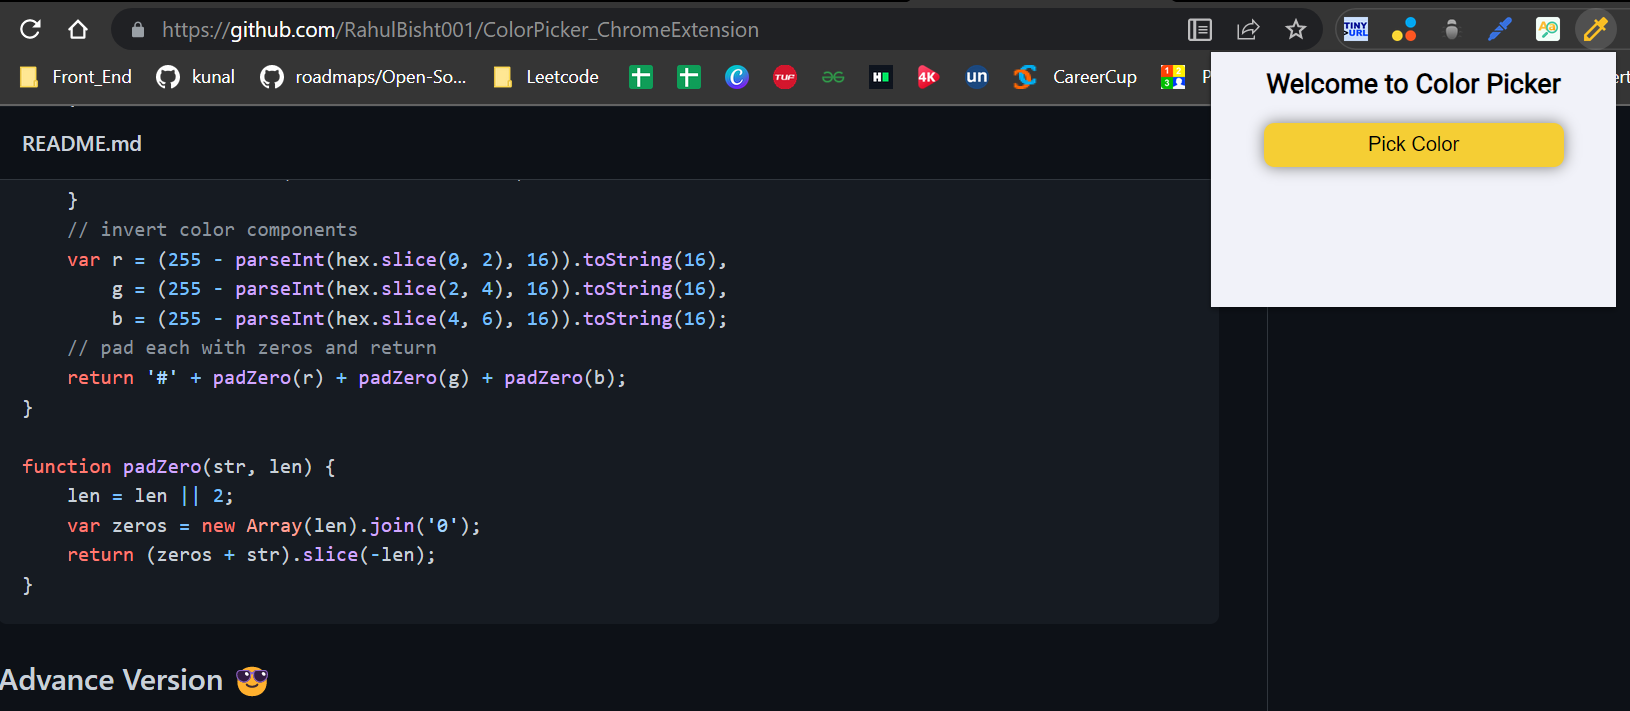 https://github.com/RahulBisht001/ColorPicker_ChromeExtension
TINY
URL
Front_End kunal roadmaps/Open-So... Leetcode TUF H 4K un CareerCup
Welcome to Color Picker
Pick Color
README.md
}
// invert color components
var r = (255 - parseInt(hex.slice(0, 2), 16)).toString(16),
g = (255 - parseInt(hex.slice(2, 4), 16)).toString(16),
b = (255 - parseInt(hex.slice(4, 6), 16)).toString(16);
// pad each with zeros and return
return '#' + padZero(r) + padZero(g) + padZero(b);
}
function padZero(str, len) {
len = len || 2;
var zeros = new Array(len).join('0');
return (zeros + str).slice(-len);
}
Advance Version 😎